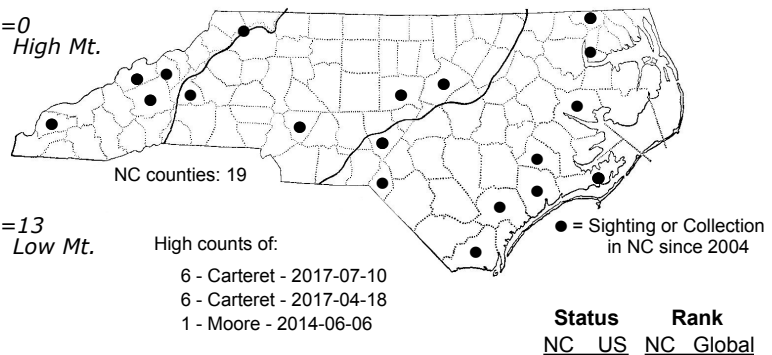 =0
High Mt.
NC counties: 19
=13
Low Mt.
High counts of:
6 - Carteret - 2017-07-10
6 - Carteret - 2017-04-18
1 - Moore - 2014-06-06
● = Sighting or Collection
in NC since 2004
Status Rank
NC US NC Global